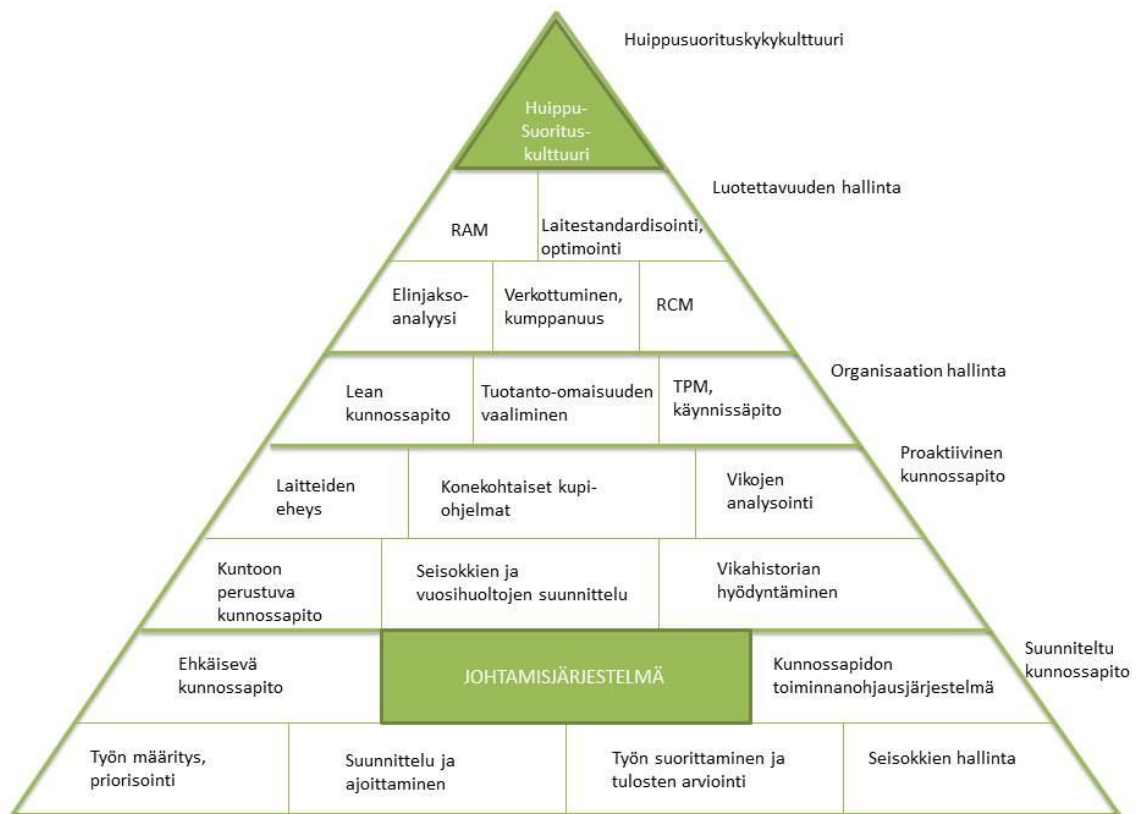 Huippusuorituskykykulttuuri
Huippu-
Suoritus-
kulttuuri
Luotettavuuden hallinta
RAM
Laitestandardisointi,
optimointi
Elinjakso-
analyysi
Verkottuminen,
kumppanuus
RCM
Organisaation hallinta
Lean
kunnossapito
Tuotanto-omaisuuden
vaaliminen
TPM,
käynnissäpito
Proaktiivinen
kunnossapito
Laitteiden
eheys
Konekohtaiset kupi-
ohjelmat
Vikojen
analysointi
Kuntoon
perustuva
kunnossapito
Seisokkien ja
vuosihuoltojen suunnittelu
Vikahistorian
hyödyntäminen
Suunniteltu
kunnossapito
Ehkäisevä
kunnossapito
JOHTAMISJÄRJESTELMÄ
Kunnossapidon
toiminnanohjausjärjestelmä
Työn määritys,
priorisointi
Suunnittelu ja
ajoittaminen
Työn suorittaminen ja
tulosten arviointi
Seisokkien hallinta